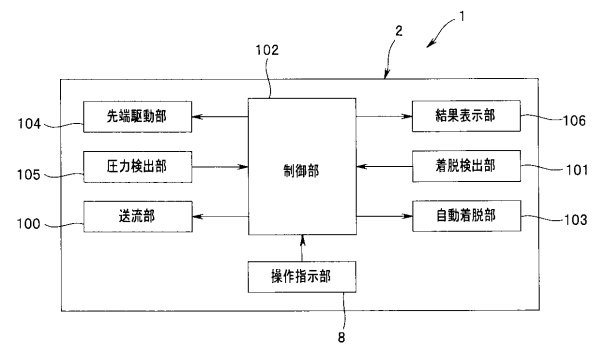 1
2
102
104
先端駆動部
結果表示部
106
105
圧力検出部
制御部
着脱検出部
101
100
送流部
自動着脱部
103
操作指示部
8